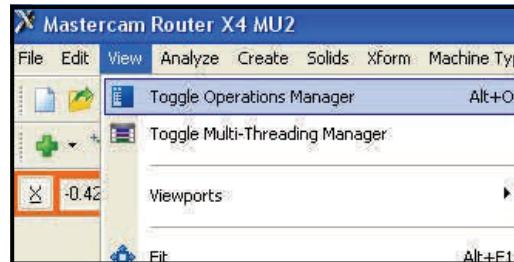 Mastercam Router X4 MU2
File Edit View Analyze Create Solids Xform Machine Ty
Toggle Operations Manager Alt+O
Toggle Multi-Threading Manager
X -0.42 Viewports
Fit Alt+F1